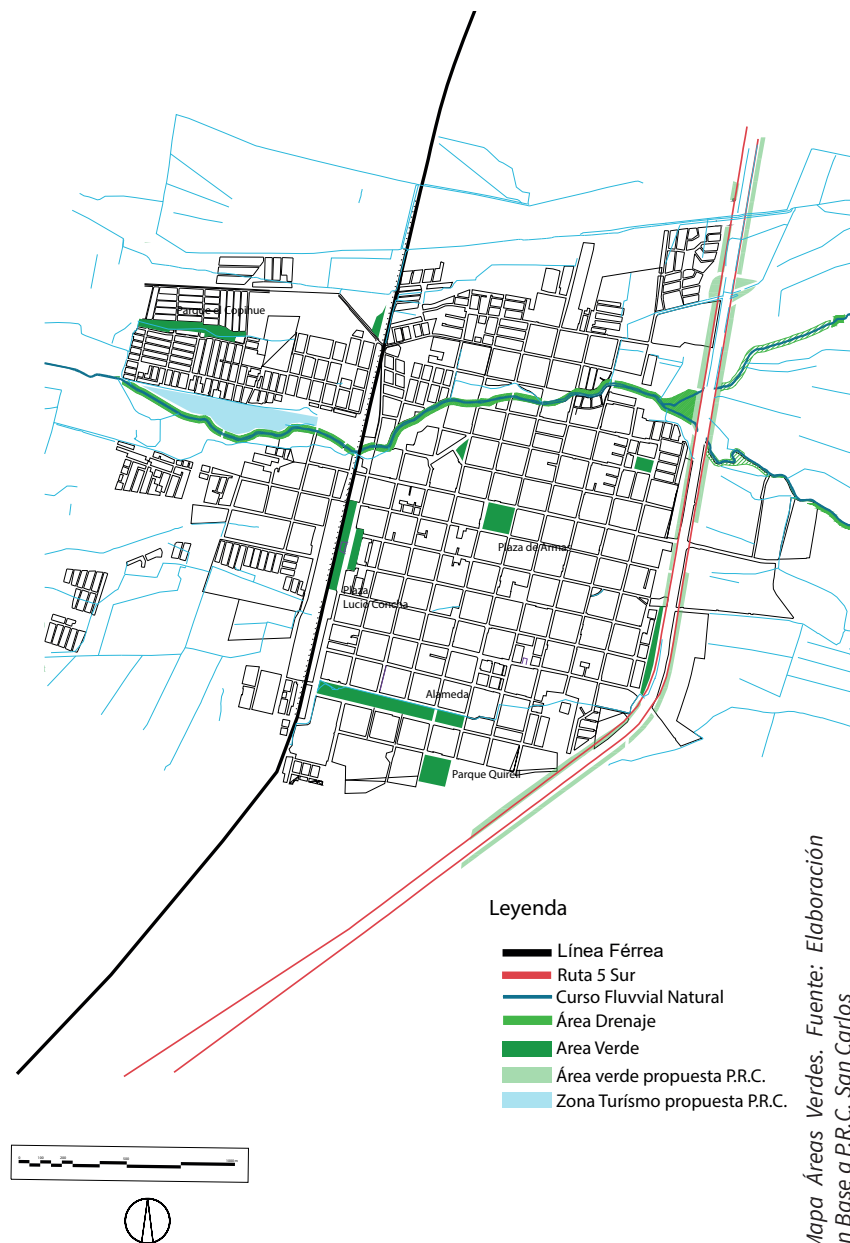 Parque el Copihue
Plaza de Armas
Plaza
Lucio Concha
Alameda
Parque Quirell
Leyenda
Línea Férrea
Ruta 5 Sur
Curso Fluvvial Natural
Área Drenaje
Area Verde
Área verde propuesta P.R.C.
Zona Turísmo propuesta P.R.C.
Mapa Áreas Verdes. Fuente: Elaboración
en Base a P.R.C. San Carlos